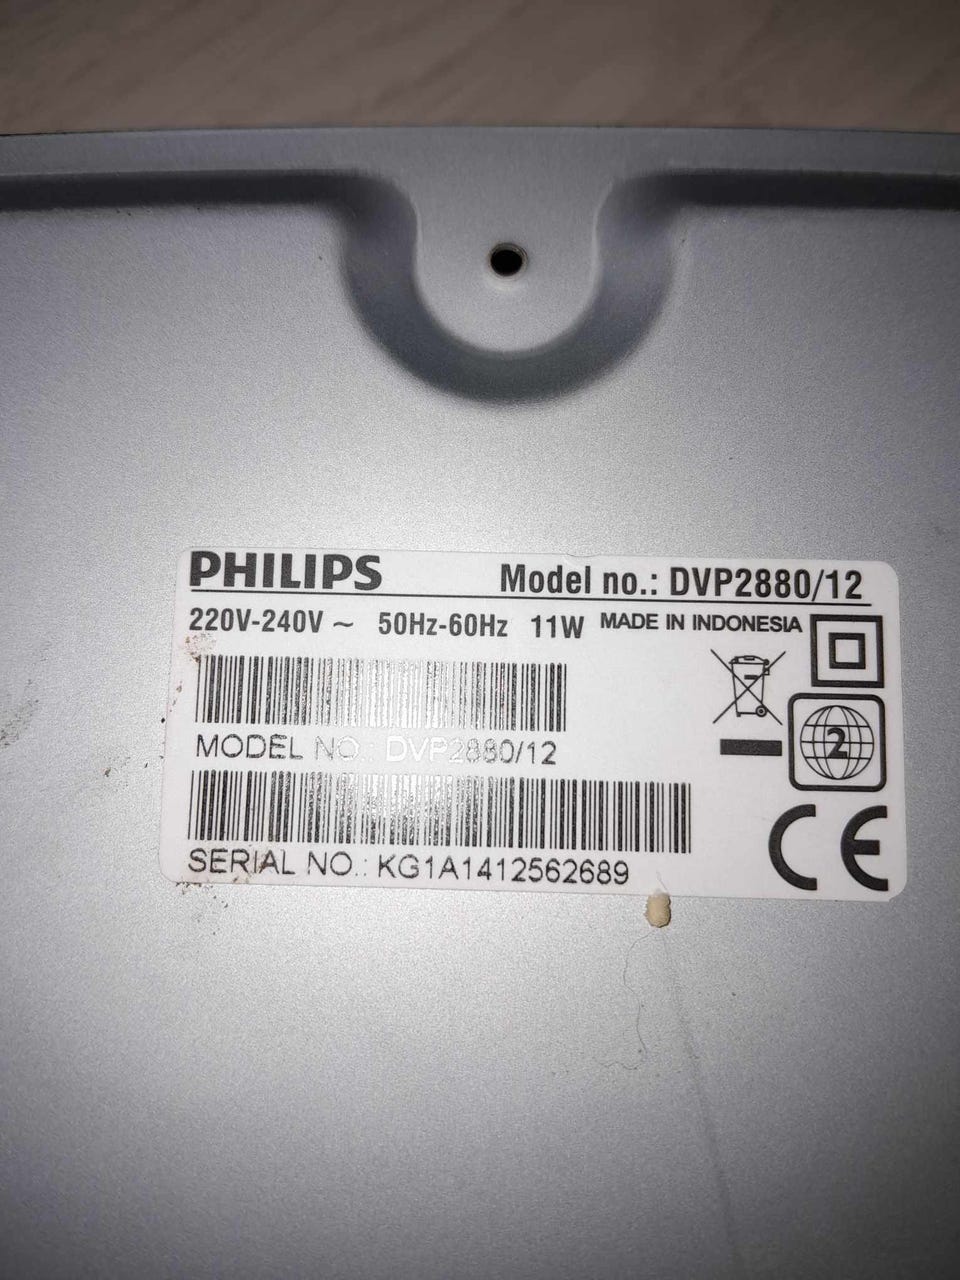 PHILIPS Model no.: DVP2880/12
220V-240V ~ 50Hz-60Hz 11W MADE IN INDONESIA
2
MODEL NO.: DVP2880/12
CE
SERIAL NO.: KG1A1412562689